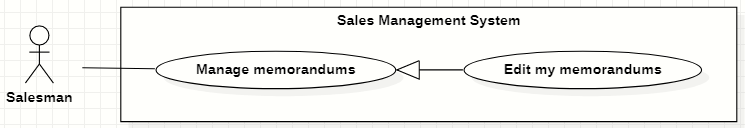 Sales Management System
Manage memorandums
Edit my memorandums
Salesman